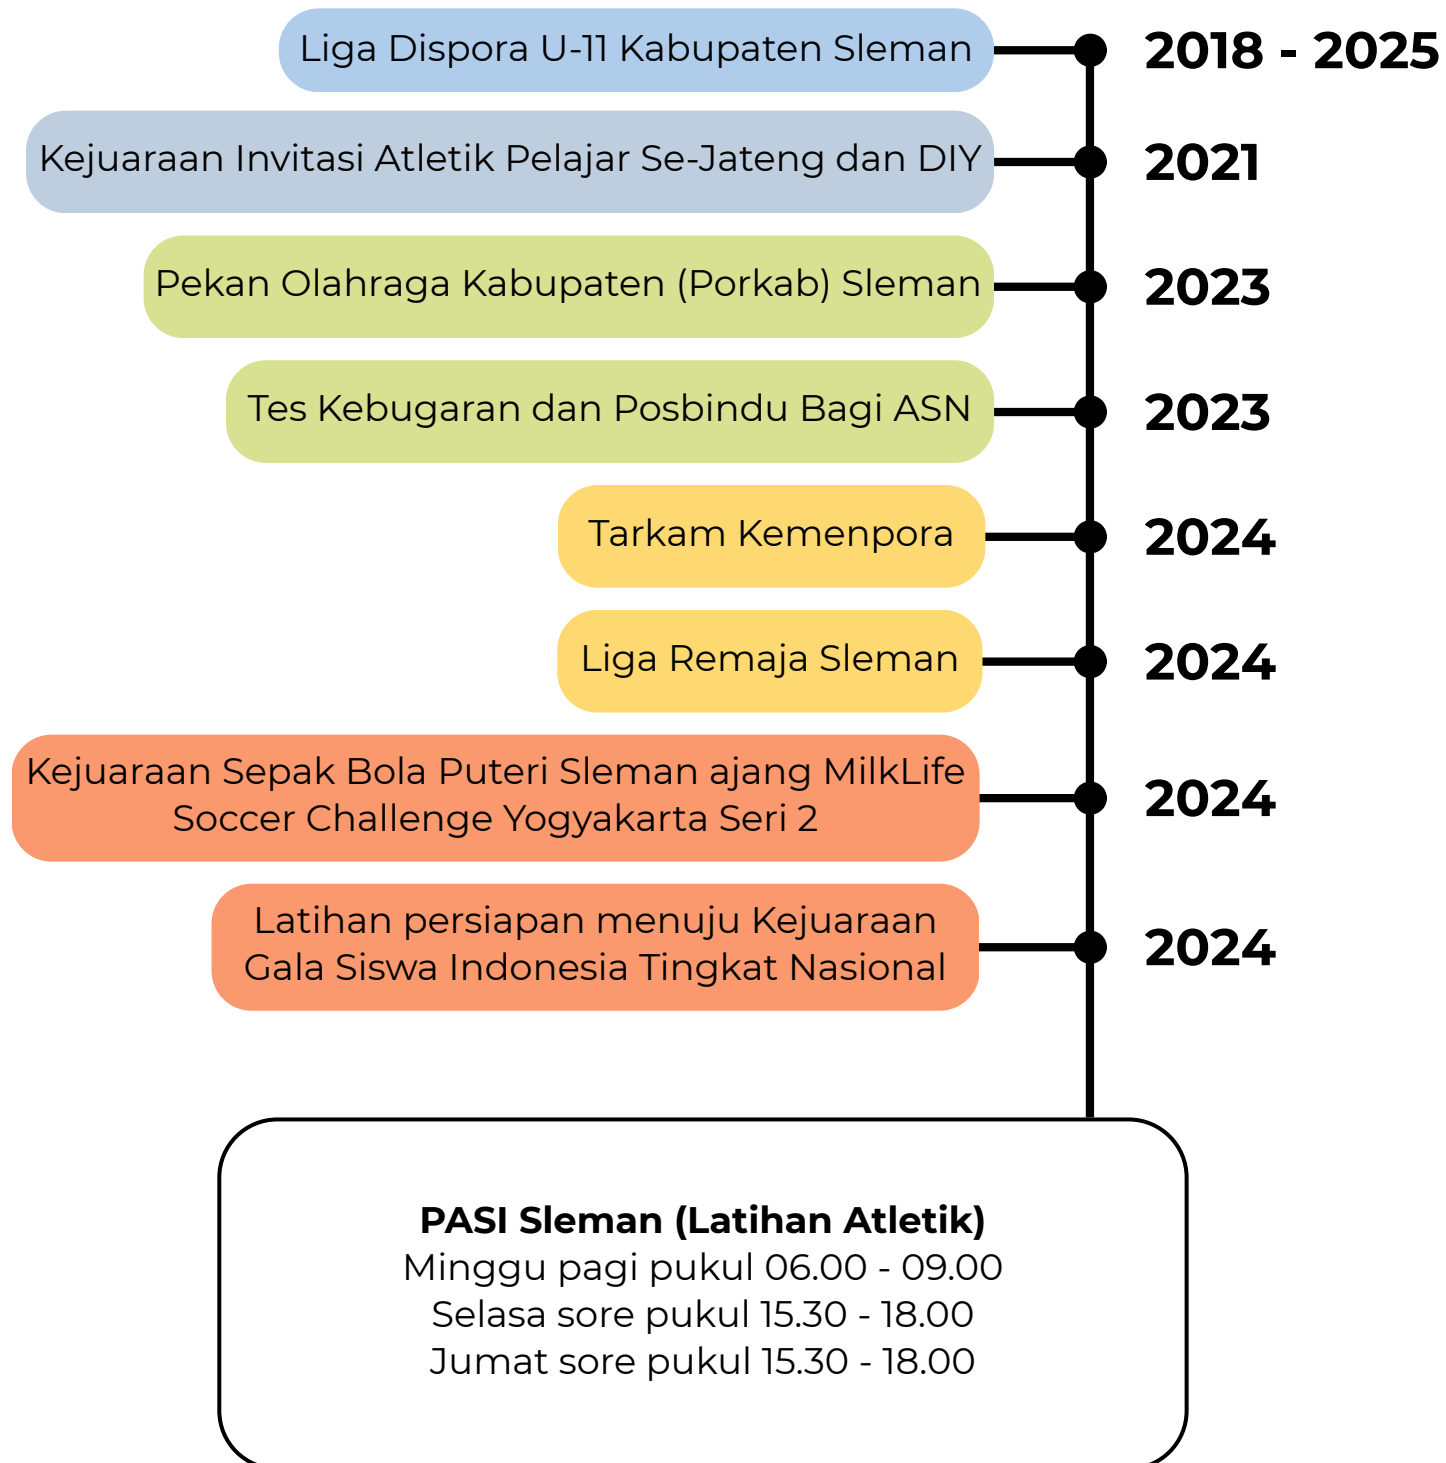 Liga Dispora U-11 Kabupaten Sleman
2018 - 2025
Kejuaraan Invitasi Atletik Pelajar Se-Jateng dan DIY
2021
Pekan Olahraga Kabupaten (Porkab) Sleman
2023
Tes Kebugaran dan Posbindu Bagi ASN
2023
Tarkam Kemenpora
2024
Liga Remaja Sleman
2024
Kejuaraan Sepak Bola Puteri Sleman ajang MilkLife
Soccer Challenge Yogyakarta Seri 2
2024
Latihan persiapan menuju Kejuaraan
Gala Siswa Indonesia Tingkat Nasional
2024
PASI Sleman (Latihan Atletik)
Minggu pagi pukul 06.00 - 09.00
Selasa sore pukul 15.30 - 18.00
Jumat sore pukul 15.30 - 18.00